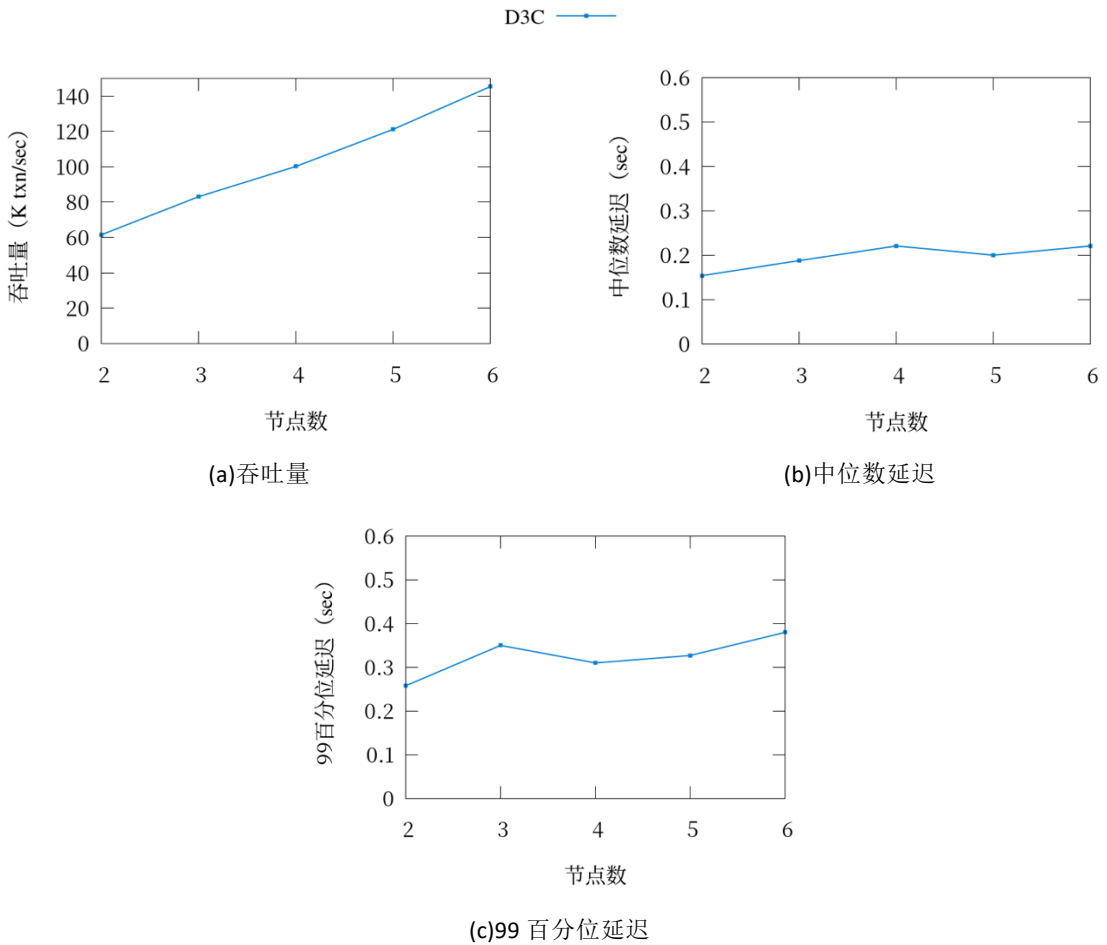 D3C
吞吐量（K txn/sec）
140
120
100
80
60
40
20
0
2 3 4 5 6
节点数
(a)吞吐量
中位数延迟（sec）
0.6
0.5
0.4
0.3
0.2
0.1
0
2 3 4 5 6
节点数
(b)中位数延迟
99百分位延迟（sec）
0.6
0.5
0.4
0.3
0.2
0.1
0
2 3 4 5 6
节点数
(c)99 百分位延迟